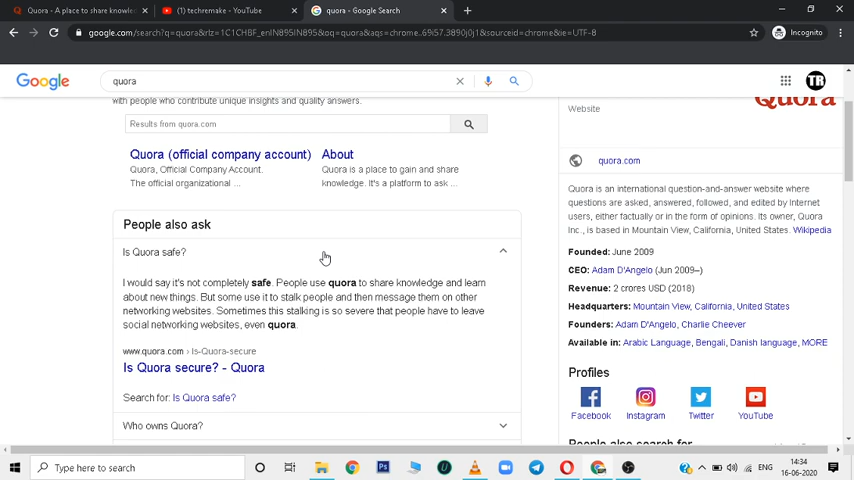 Quora - A place to share knowle
(1) techremake - YouTube
quora - Google Search
google.com/search?q=quora&rlz=1C1CHBF_enIN895IN895&oq=quora&aqs=chrome..69i57.3890j0j1&sourceid=chrome&ie=UTF-8
Incognito
Google
quora
TR
with people who contribute unique insights and quality answers.
Results from quora.com
Quora (official company account)
Quora, Official Company Account.
The official organizational ...
About
Quora is a place to gain and share
knowledge. It's a platform to ask ...
People also ask
Is Quora safe?
I would say it's not completely safe. People use quora to share knowledge and learn
about new things. But some use it to stalk people and then message them on other
networking websites. Sometimes this stalking is so severe that people have to leave
social networking websites, even quora.
www.quora.com › Is-Quora-secure
Is Quora secure? - Quora
Search for: Is Quora safe?
Who owns Quora?
Quora
Website
quora.com
Quora is an international question-and-answer website where
questions are asked, answered, followed, and edited by Internet
users, either factually or in the form of opinions. Its owner, Quora
Inc., is based in Mountain View, California, United States. Wikipedia
Founded: June 2009
CEO: Adam D'Angelo (Jun 2009–)
Revenue: 2 crores USD (2018)
Headquarters: Mountain View, California, United States
Founders: Adam D'Angelo, Charlie Cheever
Available in: Arabic Language, Bengali, Danish language, MORE
Profiles
Facebook
Instagram
Twitter
YouTube
People also search for
Type here to search
ENG
14:34
16-06-2020